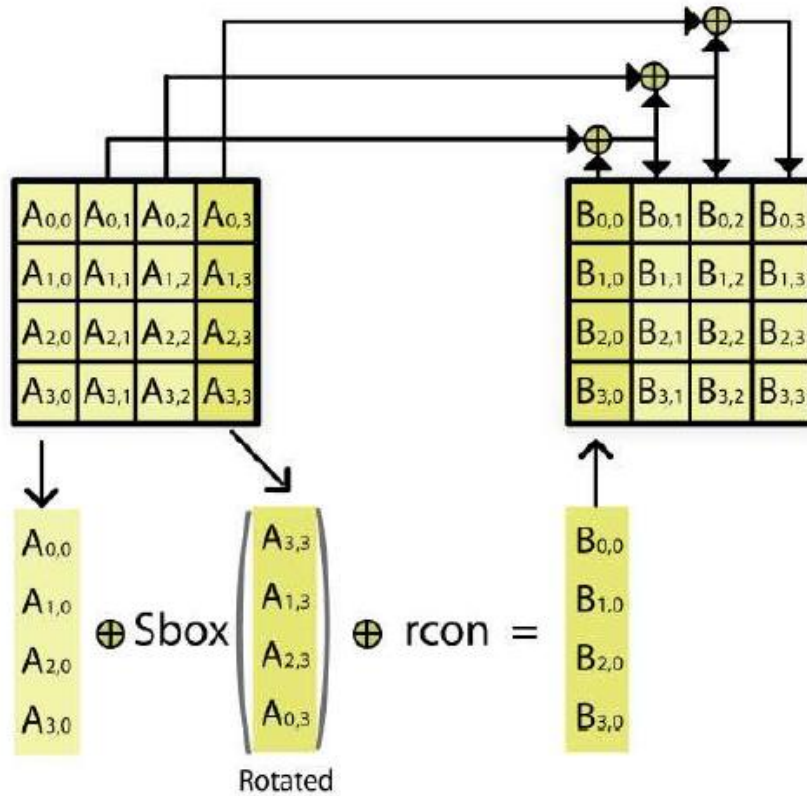 A0,0 A0,1 A0,2 A0,3
A1,0 A1,1 A1,2 A1,3
A2,0 A2,1 A2,2 A2,3
A3,0 A3,1 A3,2 A3,3
B0,0 B0,1 B0,2 B0,3
B1,0 B1,1 B1,2 B1,3
B2,0 B2,1 B2,2 B2,3
B3,0 B3,1 B3,2 B3,3
A0,0
A1,0
A2,0
A3,0
⊕ Sbox
A3,3
A1,3
A2,3
A0,3
Rotated
⊕ rcon =
B0,0
B1,0
B2,0
B3,0